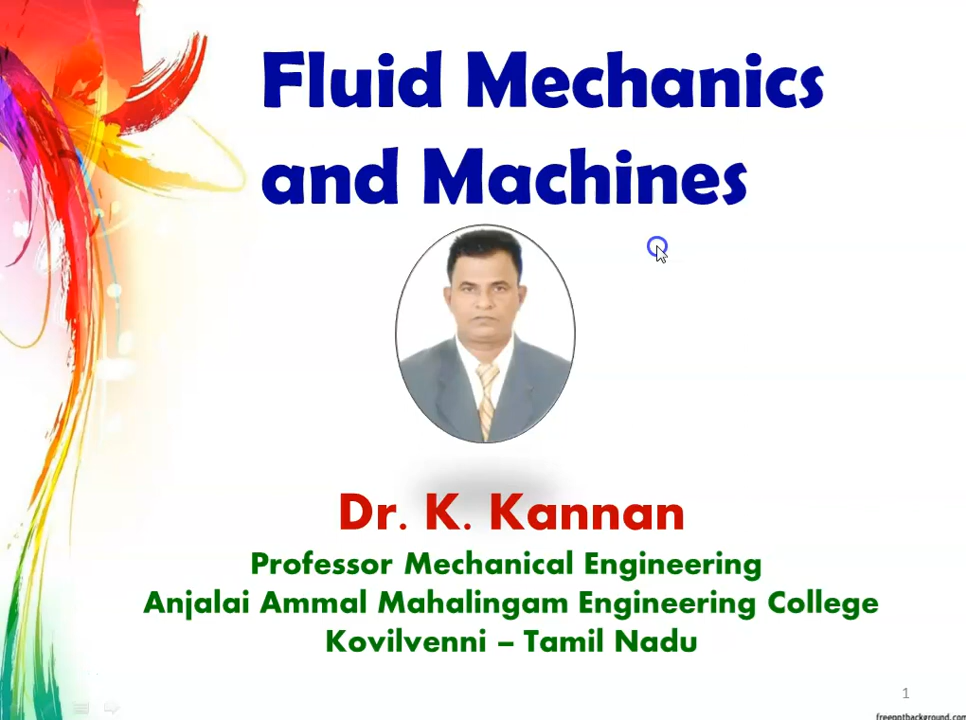 Fluid Mechanics
and Machines
Dr. K. Kannan
Professor Mechanical Engineering
Anjalai Ammal Mahalingam Engineering College
Kovilvenni – Tamil Nadu
1
freepptbackground.com